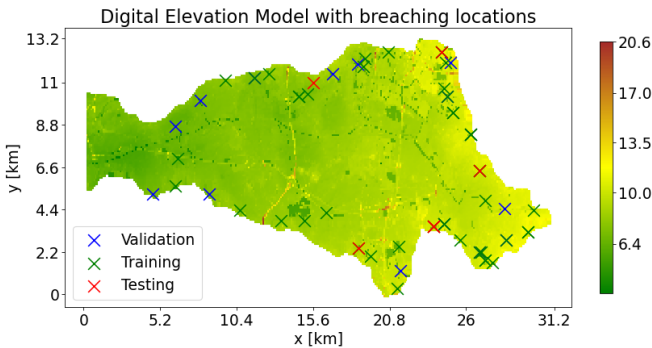 Digital Elevation Model with breaching locations
13.2
11
8.8
6.6
4.4
2.2
0
y [km]
Validation
Training
Testing
0 5.2 10.4 15.6 20.8 26 31.2
x [km]
20.6
17.0
13.5
10.0
6.4